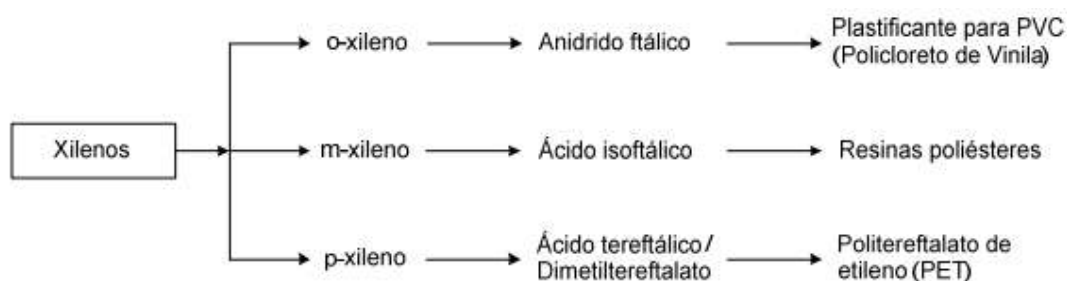 o-xileno
Anidrido ftálico
Plastificante para PVC
(Policloreto de Vinila)
Xilenos
m-xileno
Ácido isoftálico
Resinas poliésteres
p-xileno
Ácido tereftálico/
Dimetiltereftalato
Politereftalato de
etileno (PET)